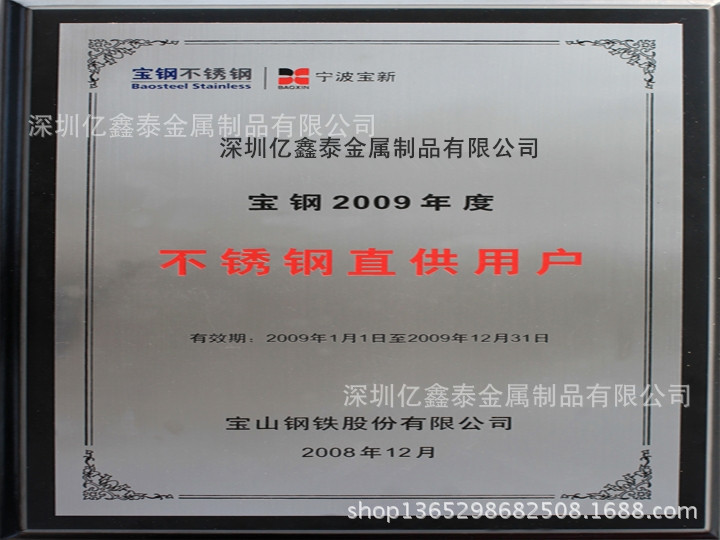 宝钢不锈钢 宁波宝新
Baosteel Stainless BAOXIN
深圳亿鑫泰金属制品有限公司
深圳亿鑫泰金属制品有限公司
宝钢2009年度
不锈钢直供用户
有效期：2009年1月1日至2009年12月31日
深圳亿鑫泰金属制品有限公司
宝山钢铁股份有限公司
2008年12月
shop1365298682508.1688.com